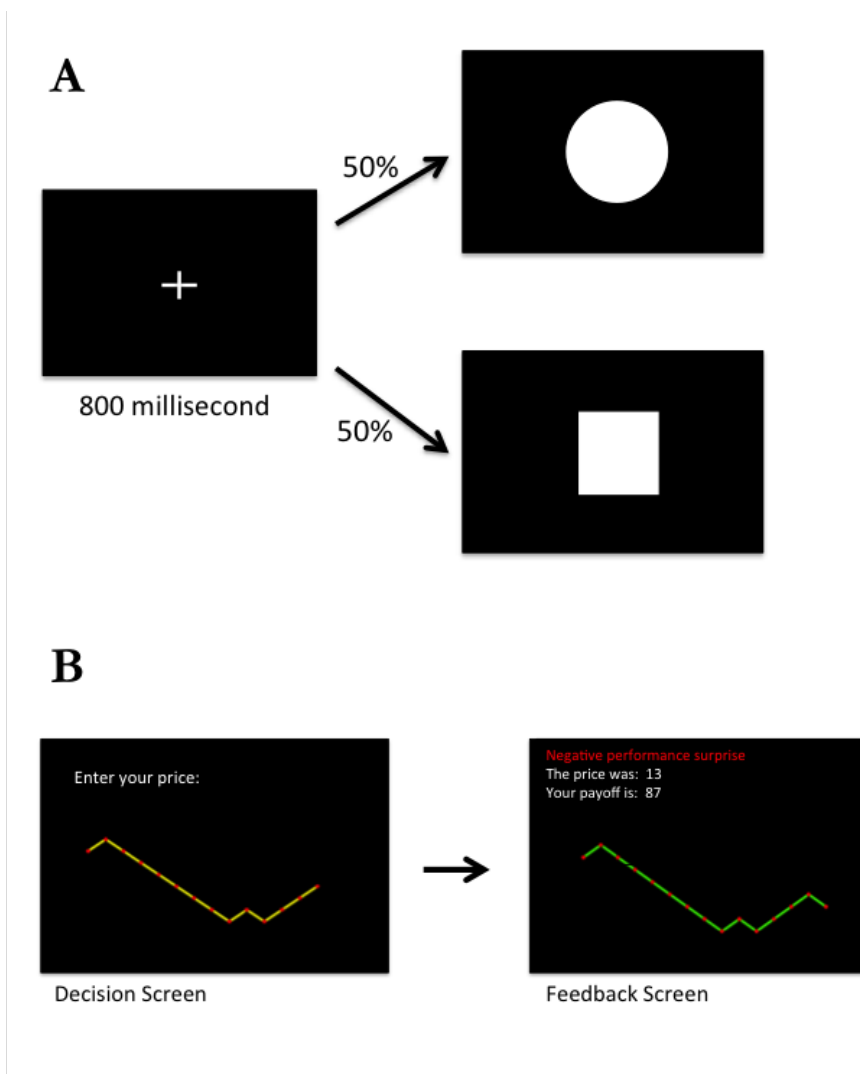 A
50%
800 millisecond
50%
B
Enter your price:
Decision Screen
Negative performance surprise
The price was: 13
Your payoff is: 87
Feedback Screen